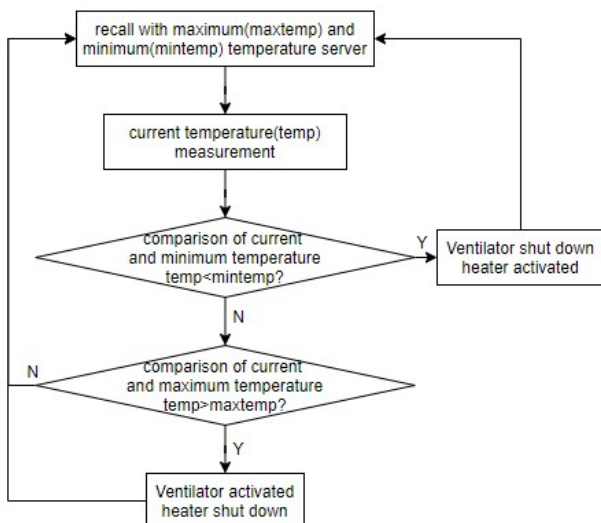 recall with maximum(maxtemp) and
minimum(mintemp) temperature server
current temperature(temp)
measurement
comparison of current
and minimum temperature
temp<mintemp?
Y
Ventilator shut down
heater activated
N
comparison of current
and maximum temperature
temp>maxtemp?
N
Y
Ventilator activated
heater shut down